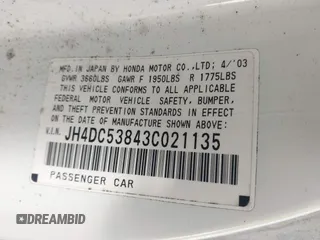 MFD. IN JAPAN BY HONDA MOTOR CO., LTD; 4/'03
GVWR 3660LBS GAWR F 1950LBS R 1775LBS
THIS VEHICLE CONFORMS TO ALL APPLICABLE
FEDERAL MOTOR VEHICLE SAFETY, BUMPER,
AND THEFT PREVENTION STANDARDS IN
EFFECT ON THE DATE OF MANUFACTURE
SHOWN ABOVE.
V.I.N. JH4DC53843C021135
PASSENGER CAR
DREAMBID